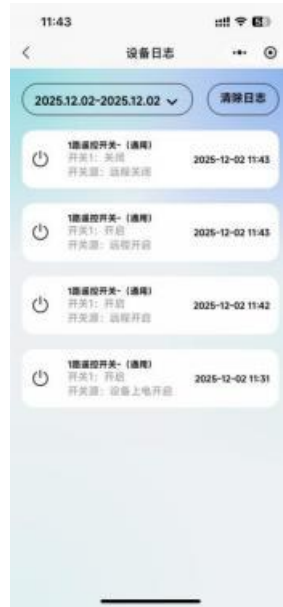 11:43
设备日志
2025.12.02-2025.12.02
清除日志
1路遥控开关-（通用）
开关1：关闭
2025-12-02 11:43
开关源：远程关闭
1路遥控开关-（通用）
开关1：开启
2025-12-02 11:43
开关源：远程开启
1路遥控开关-（通用）
开关1：开启
2025-12-02 11:42
开关源：远程开启
1路遥控开关-（通用）
开关1：开启
2025-12-02 11:31
开关源：设备上电开启